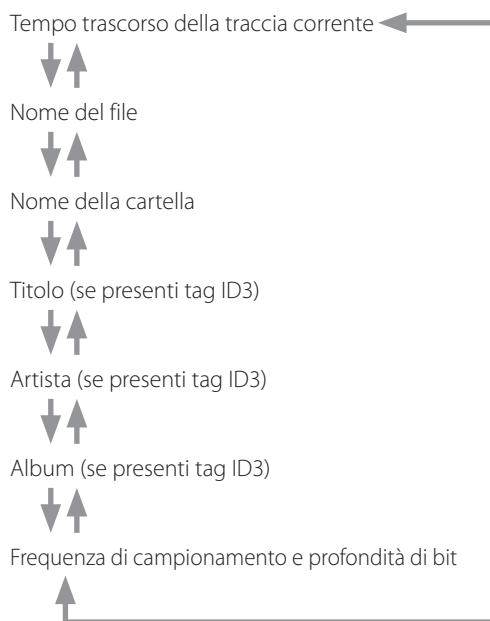 Tempo trascorso della traccia corrente
Nome del file
Nome della cartella
Titolo (se presenti tag ID3)
Artista (se presenti tag ID3)
Album (se presenti tag ID3)
Frequenza di campionamento e profondità di bit